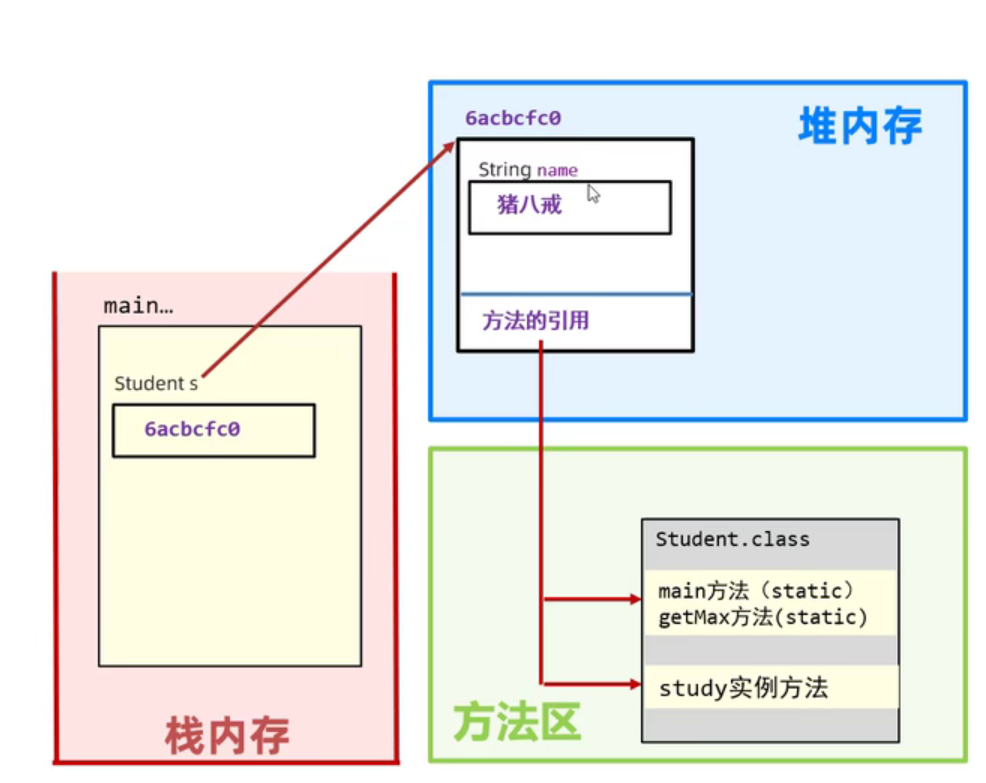 6acbcfc0
堆内存
String name
猪八戒
方法的引用
main…
Student s
6acbcfc0
栈内存
Student.class
main方法（static）
getMax方法(static)
study实例方法
方法区